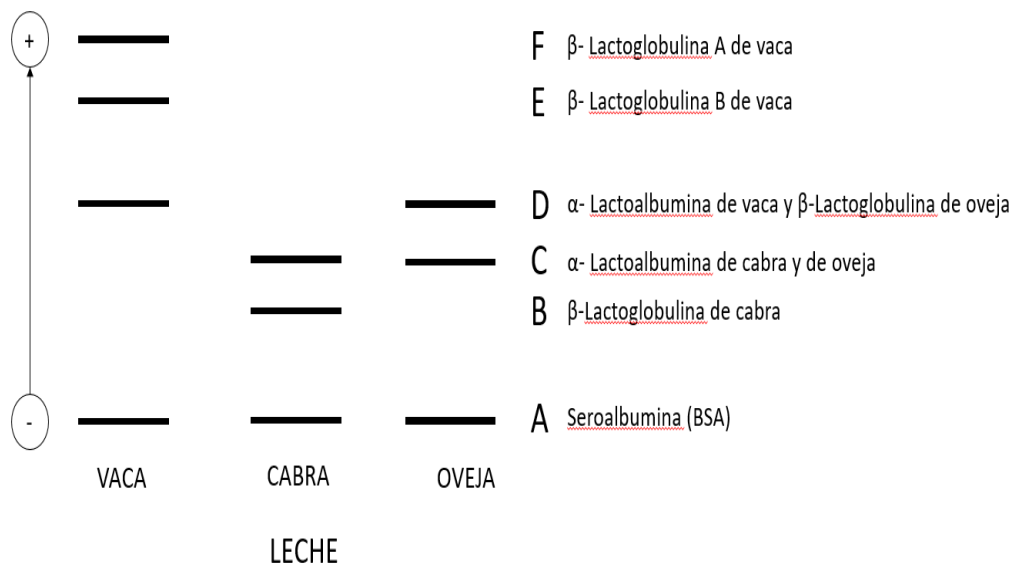 +
F β- Lactoglobulina A de vaca
E β- Lactoglobulina B de vaca
D α- Lactoalbumina de vaca y β-Lactoglobulina de oveja
C α- Lactoalbumina de cabra y de oveja
B β-Lactoglobulina de cabra
-
A Seroalbumina (BSA)
VACA CABRA OVEJA
LECHE